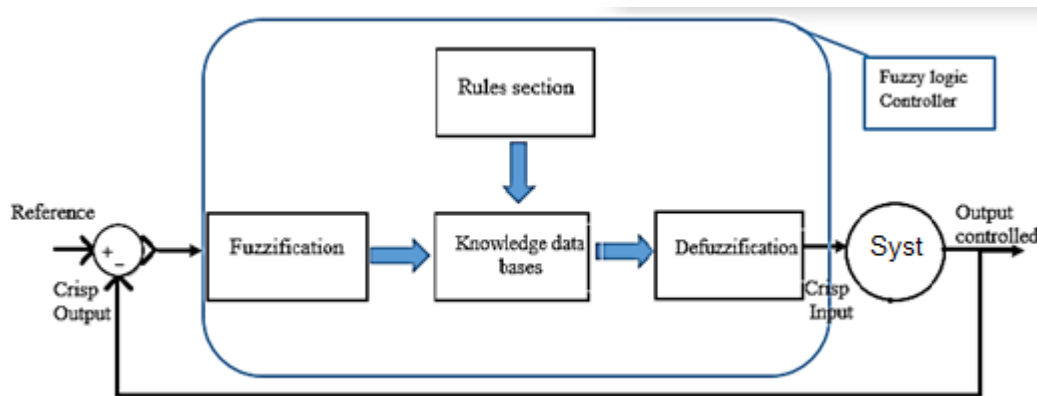 Rules section
Fuzzy logic
Controller
Reference
+
−
Crisp
Output
Fuzzification
Knowledge data
bases
Defuzzification
Crisp
Input
Syst
Output
controlled